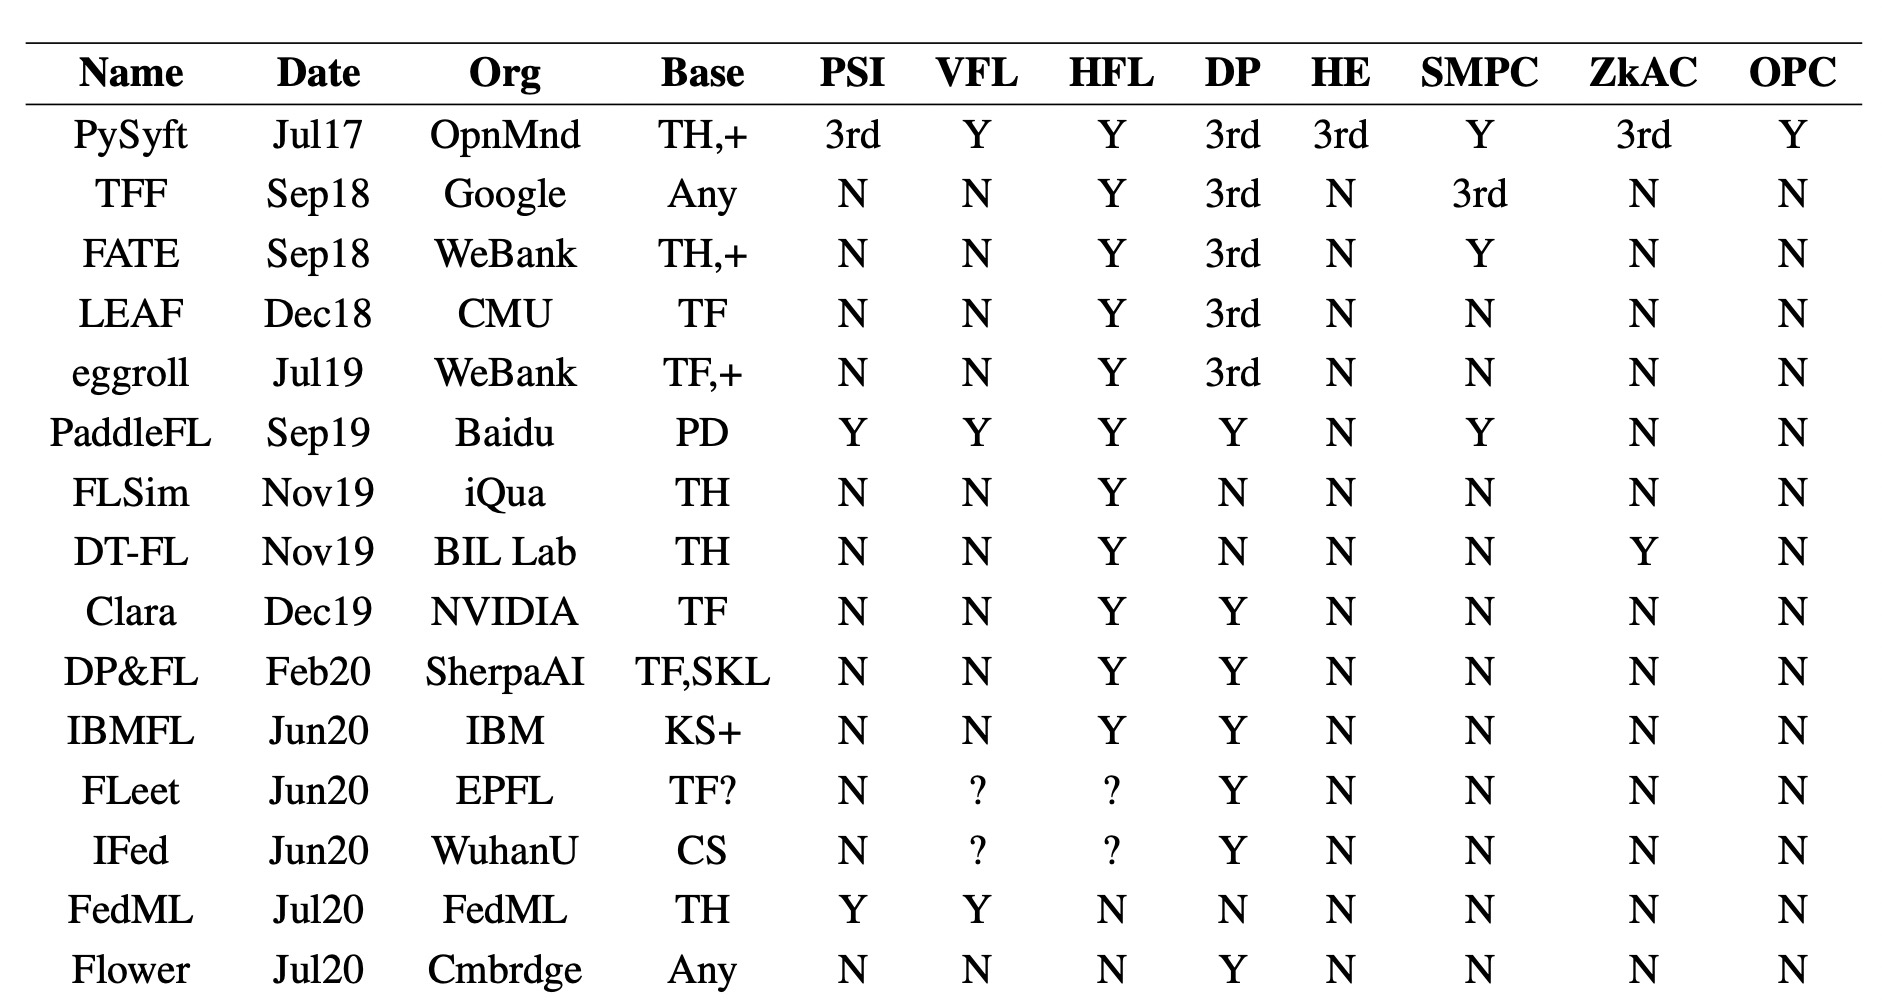 Name Date Org Base PSI VFL HFL DP HE SMPC ZkAC OPC
PySyft Jul17 OpnMnd TH,+ 3rd Y Y 3rd 3rd Y 3rd Y
TFF Sep18 Google Any N N Y 3rd N 3rd N N
FATE Sep18 WeBank TH,+ N N Y 3rd N Y N N
LEAF Dec18 CMU TF N N Y 3rd N N N N
eggroll Jul19 WeBank TF,+ N N Y 3rd N N N N
PaddleFL Sep19 Baidu PD Y Y Y Y N Y N N
FLSim Nov19 iQua TH N N Y N N N N N
DT-FL Nov19 BIL Lab TH N N Y N N N Y N
Clara Dec19 NVIDIA TF N N Y Y N N N N
DP&FL Feb20 SherpaAI TF,SKL N N Y Y N N N N
IBMFL Jun20 IBM KS+ N N Y Y N N N N
FLeet Jun20 EPFL TF? N ? ? Y N N N N
IFed Jun20 WuhanU CS N ? ? Y N N N N
FedML Jul20 FedML TH Y Y N N N N N N
Flower Jul20 Cmbrdge Any N N N Y N N N N